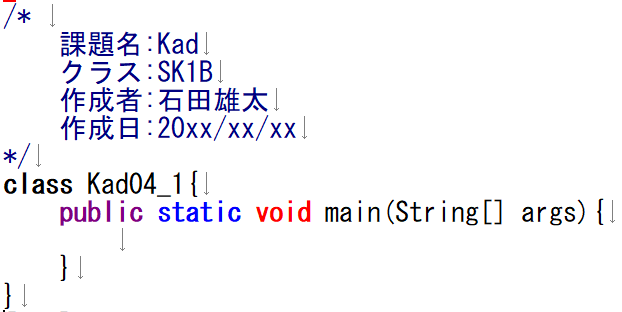 /*
課題名:Kad
クラス:SK1B
作成者:石田雄太
作成日:20xx/xx/xx
*/
class Kad04_1{
public static void main(String[] args){
}
}